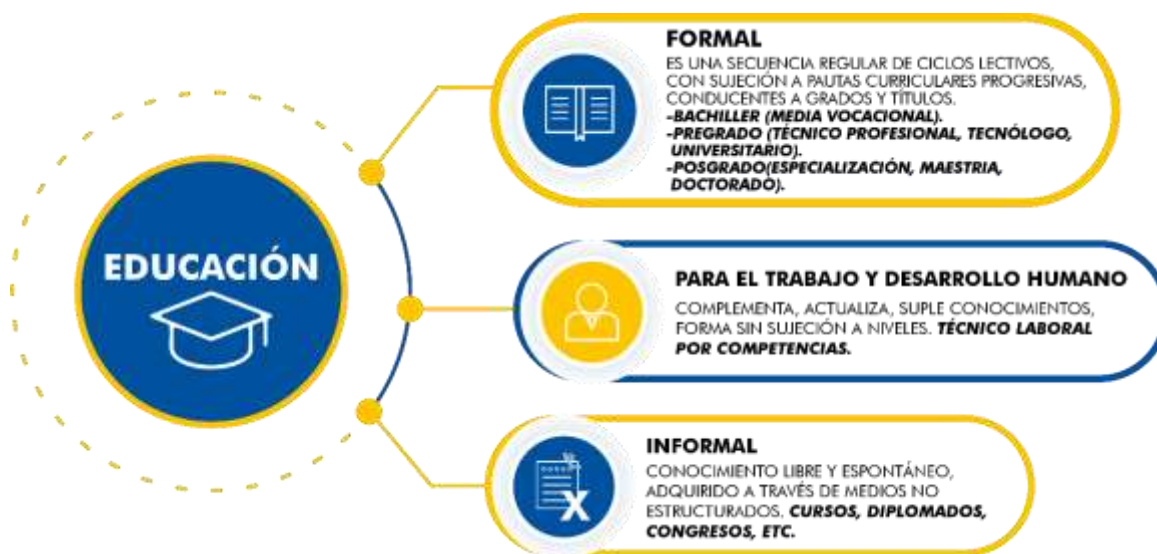 EDUCACIÓN
FORMAL
ES UNA SECUENCIA REGULAR DE CICLOS LECTIVOS,
CON SUJECIÓN A PAUTAS CURRICULARES PROGRESIVAS,
CONDUCENTES A GRADOS Y TÍTULOS.
-BACHILLER (MEDIA VOCACIONAL).
-PREGRADO (TÉCNICO PROFESIONAL, TECNÓLOGO,
UNIVERSITARIO).
-POSGRADO(ESPECIALIZACIÓN, MAESTRIA,
DOCTORADO).
PARA EL TRABAJO Y DESARROLLO HUMANO
COMPLEMENTA, ACTUALIZA, SUPLE CONOCIMIENTOS,
FORMA SIN SUJECIÓN A NIVELES. TÉCNICO LABORAL
POR COMPETENCIAS.
INFORMAL
CONOCIMIENTO LIBRE Y ESPONTÁNEO,
ADQUIRIDO A TRAVÉS DE MEDIOS NO
ESTRUCTURADOS. CURSOS, DIPLOMADOS,
CONGRESOS, ETC.